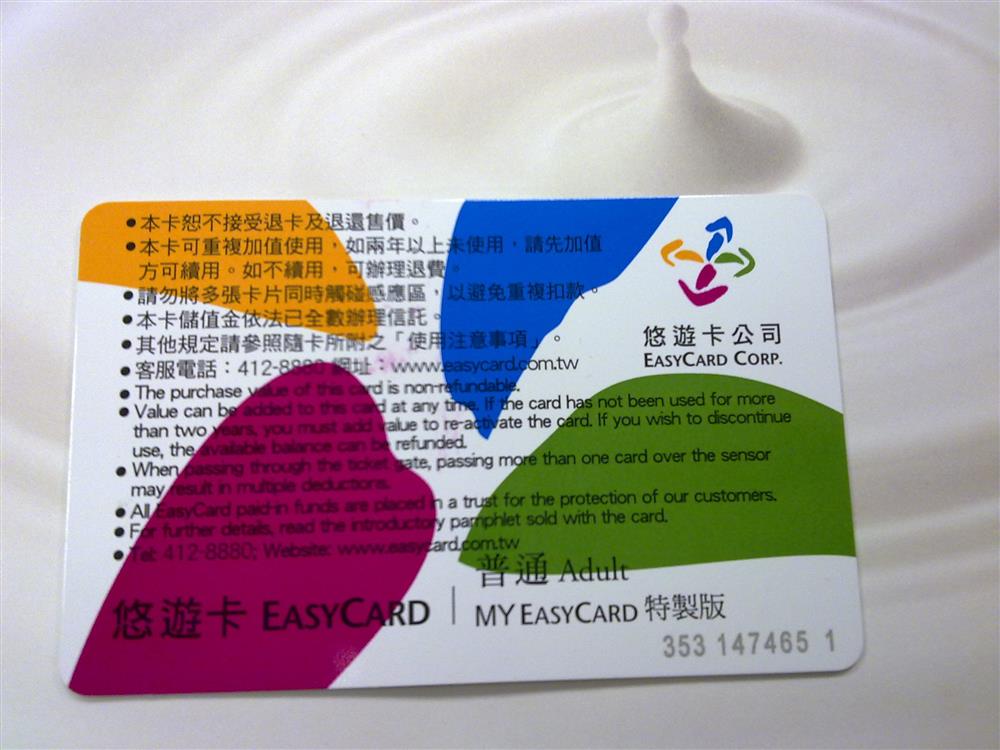 ●本卡恕不接受退卡及退還售價。
●本卡可重複加值使用，如兩年以上未使用，請先加值
方可續用。如不續用，可辦理退費。
●請勿將多張卡片同時觸碰感應區，以避免重複扣款。
●本卡儲值金依法已全數辦理信託。
●其他規定請參照隨卡所附之「使用注意事項」。
●客服電話：412-8880 網址：www.easycard.com.tw
●The purchase value of this card is non-refundable.
●Value can be added to this card at any time. If the card has not been used for more
than two years, you must add value to re-activate the card. If you wish to discontinue
use, the available balance can be refunded.
●When passing through the ticket gate, passing more than one card over the sensor
may result in multiple deductions.
●All EasyCard paid-in funds are placed in a trust for the protection of our customers.
●For further details, read the introductory pamphlet sold with the card.
●Tel: 412-8880; Website: www.easycard.com.tw
悠遊卡公司
EASYCARD CORP.
普通 Adult
悠遊卡 EASYCARD | MY EASYCARD 特製版
353 147465 1